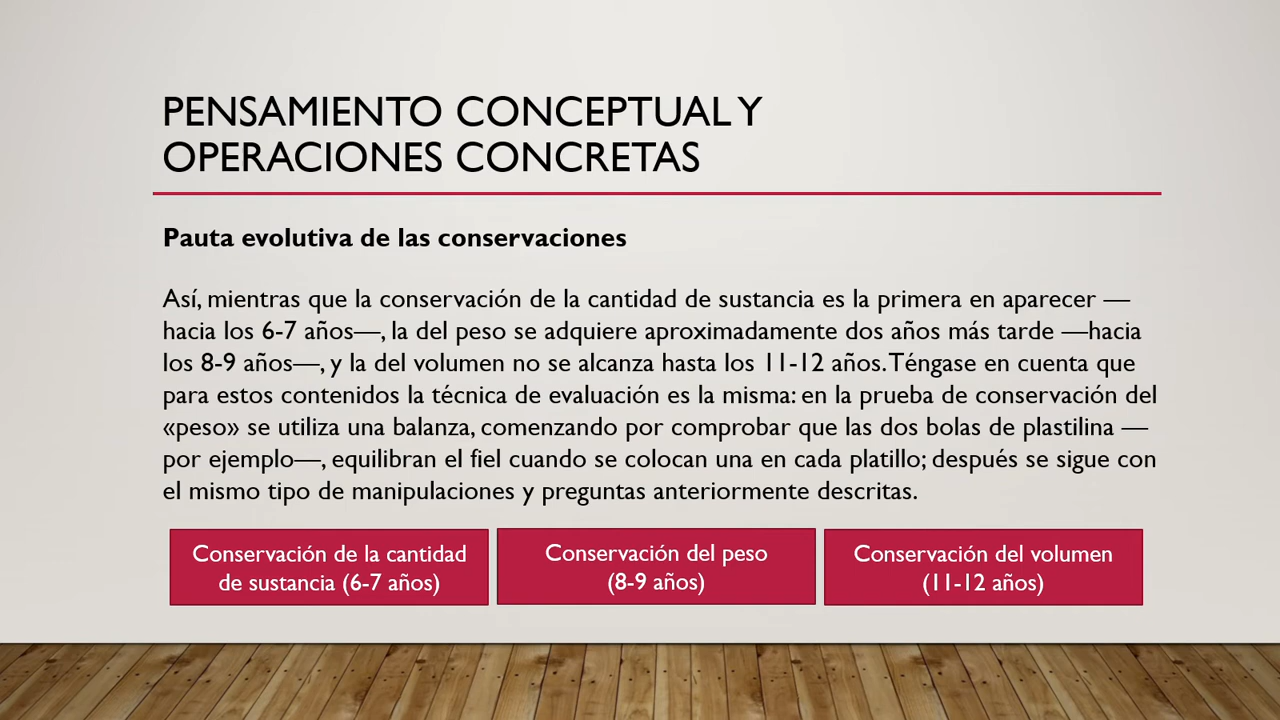 PENSAMIENTO CONCEPTUAL Y
OPERACIONES CONCRETAS
Pauta evolutiva de las conservaciones
Así, mientras que la conservación de la cantidad de sustancia es la primera en aparecer —
hacia los 6-7 años—, la del peso se adquiere aproximadamente dos años más tarde —hacia
los 8-9 años—, y la del volumen no se alcanza hasta los 11-12 años. Téngase en cuenta que
para estos contenidos la técnica de evaluación es la misma: en la prueba de conservación del
«peso» se utiliza una balanza, comenzando por comprobar que las dos bolas de plastilina —
por ejemplo—, equilibran el fiel cuando se colocan una en cada platillo; después se sigue con
el mismo tipo de manipulaciones y preguntas anteriormente descritas.
Conservación de la cantidad
de sustancia (6-7 años)
Conservación del peso
(8-9 años)
Conservación del volumen
(11-12 años)